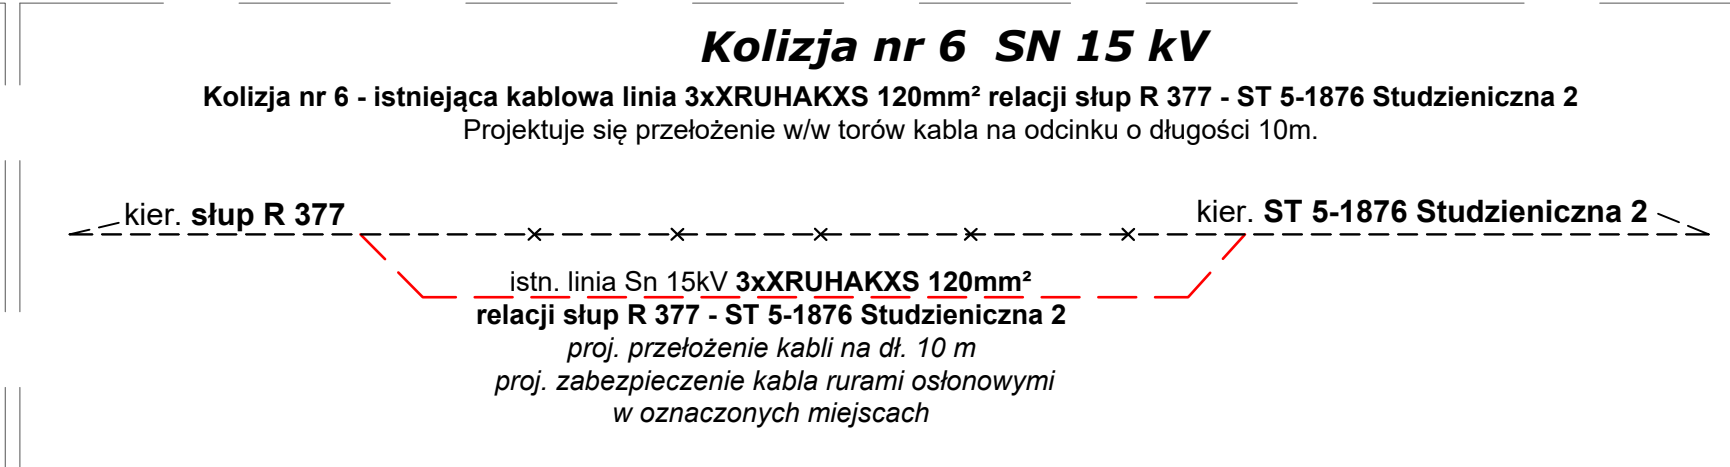 Kolizja nr 6 SN 15 kV
Kolizja nr 6 - istniejąca kablowa linia 3xXRUHAKXS 120mm² relacji słup R 377 - ST 5-1876 Studzieniczna 2
Projektuje się przełożenie w/w torów kabla na odcinku o długości 10m.
kier. słup R 377
kier. ST 5-1876 Studzieniczna 2
istn. linia Sn 15kV 3xXRUHAKXS 120mm²
relacji słup R 377 - ST 5-1876 Studzieniczna 2
proj. przełożenie kabli na dł. 10 m
proj. zabezpieczenie kabla rurami osłonowymi
w oznaczonych miejscach